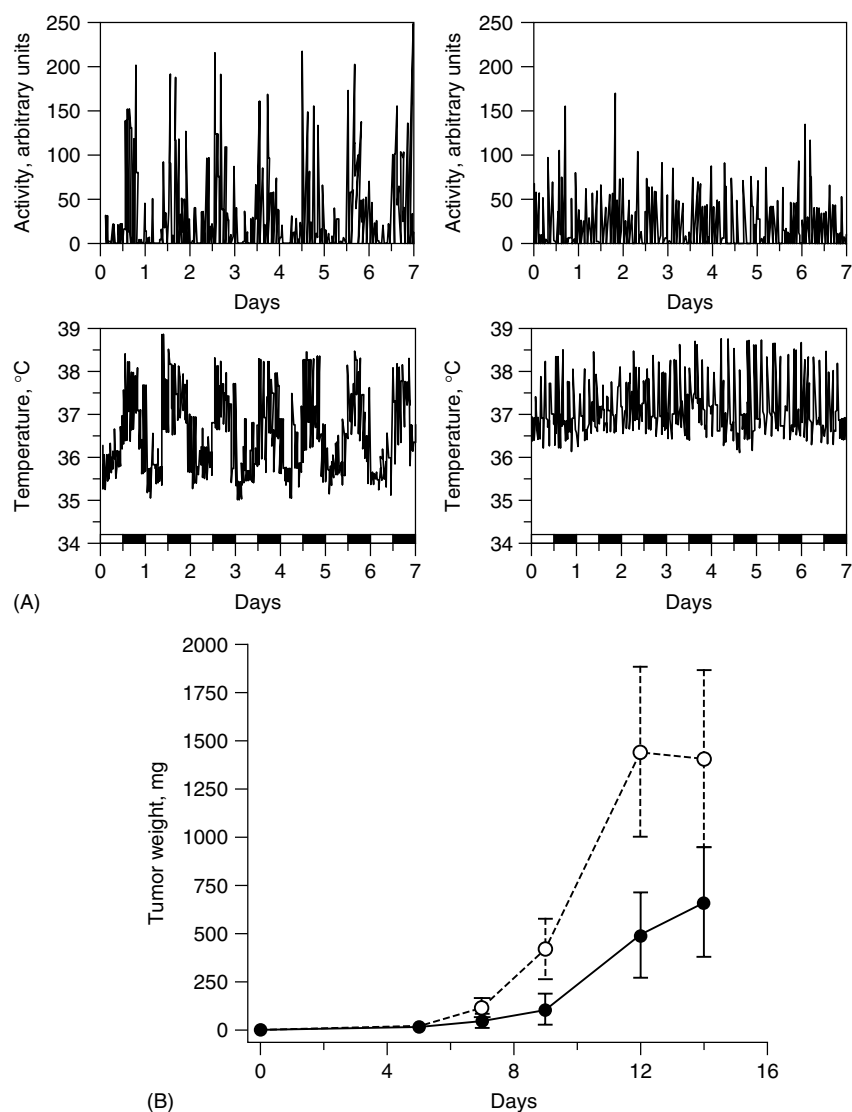 250
200
150
100
50
0
Activity, arbitrary units
0 1 2 3 4 5 6 7
Days
250
200
150
100
50
0
Activity, arbitrary units
0 1 2 3 4 5 6 7
Days
39
38
37
36
35
34
Temperature, °C
0 1 2 3 4 5 6 7
Days
39
38
37
36
35
34
Temperature, °C
0 1 2 3 4 5 6 7
Days
(A)
2000
1750
1500
1250
1000
750
500
250
0
Tumor weight, mg
0 4 8 12 16
Days
(B)